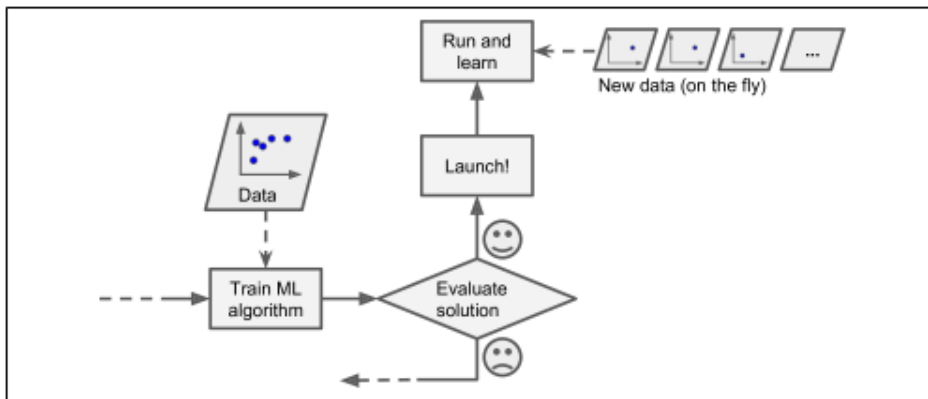 Run and
learn
...
New data (on the fly)
Launch!
Data
Train ML
algorithm
Evaluate
solution